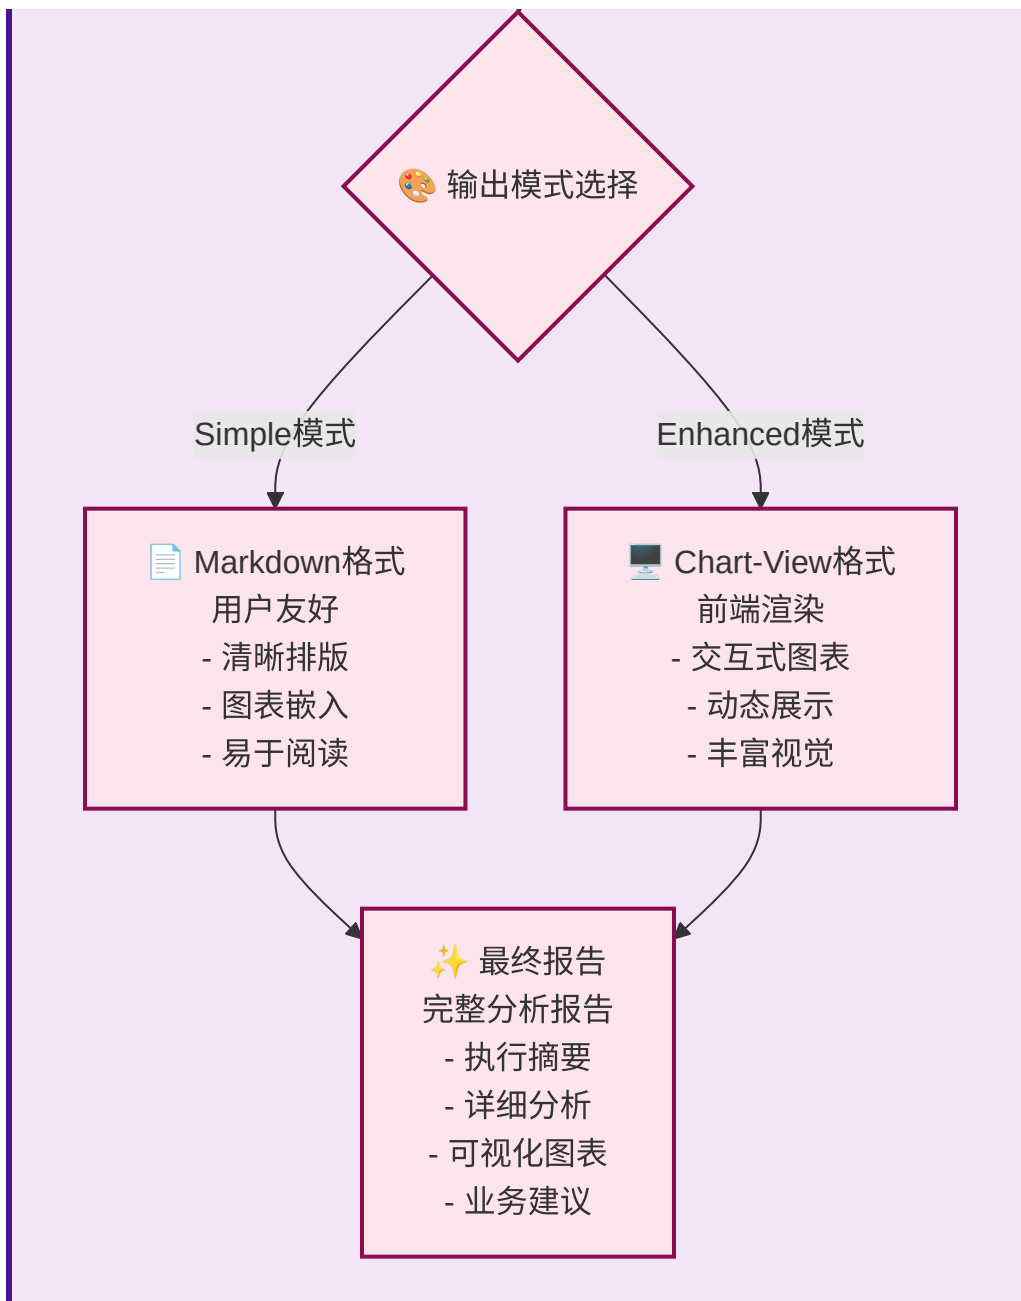 🎨 输出模式选择
Simple模式
Enhanced模式
📄 Markdown格式
用户友好
- 清晰排版
- 图表嵌入
- 易于阅读
🖥️ Chart-View格式
前端渲染
- 交互式图表
- 动态展示
- 丰富视觉
✨ 最终报告
完整分析报告
- 执行摘要
- 详细分析
- 可视化图表
- 业务建议